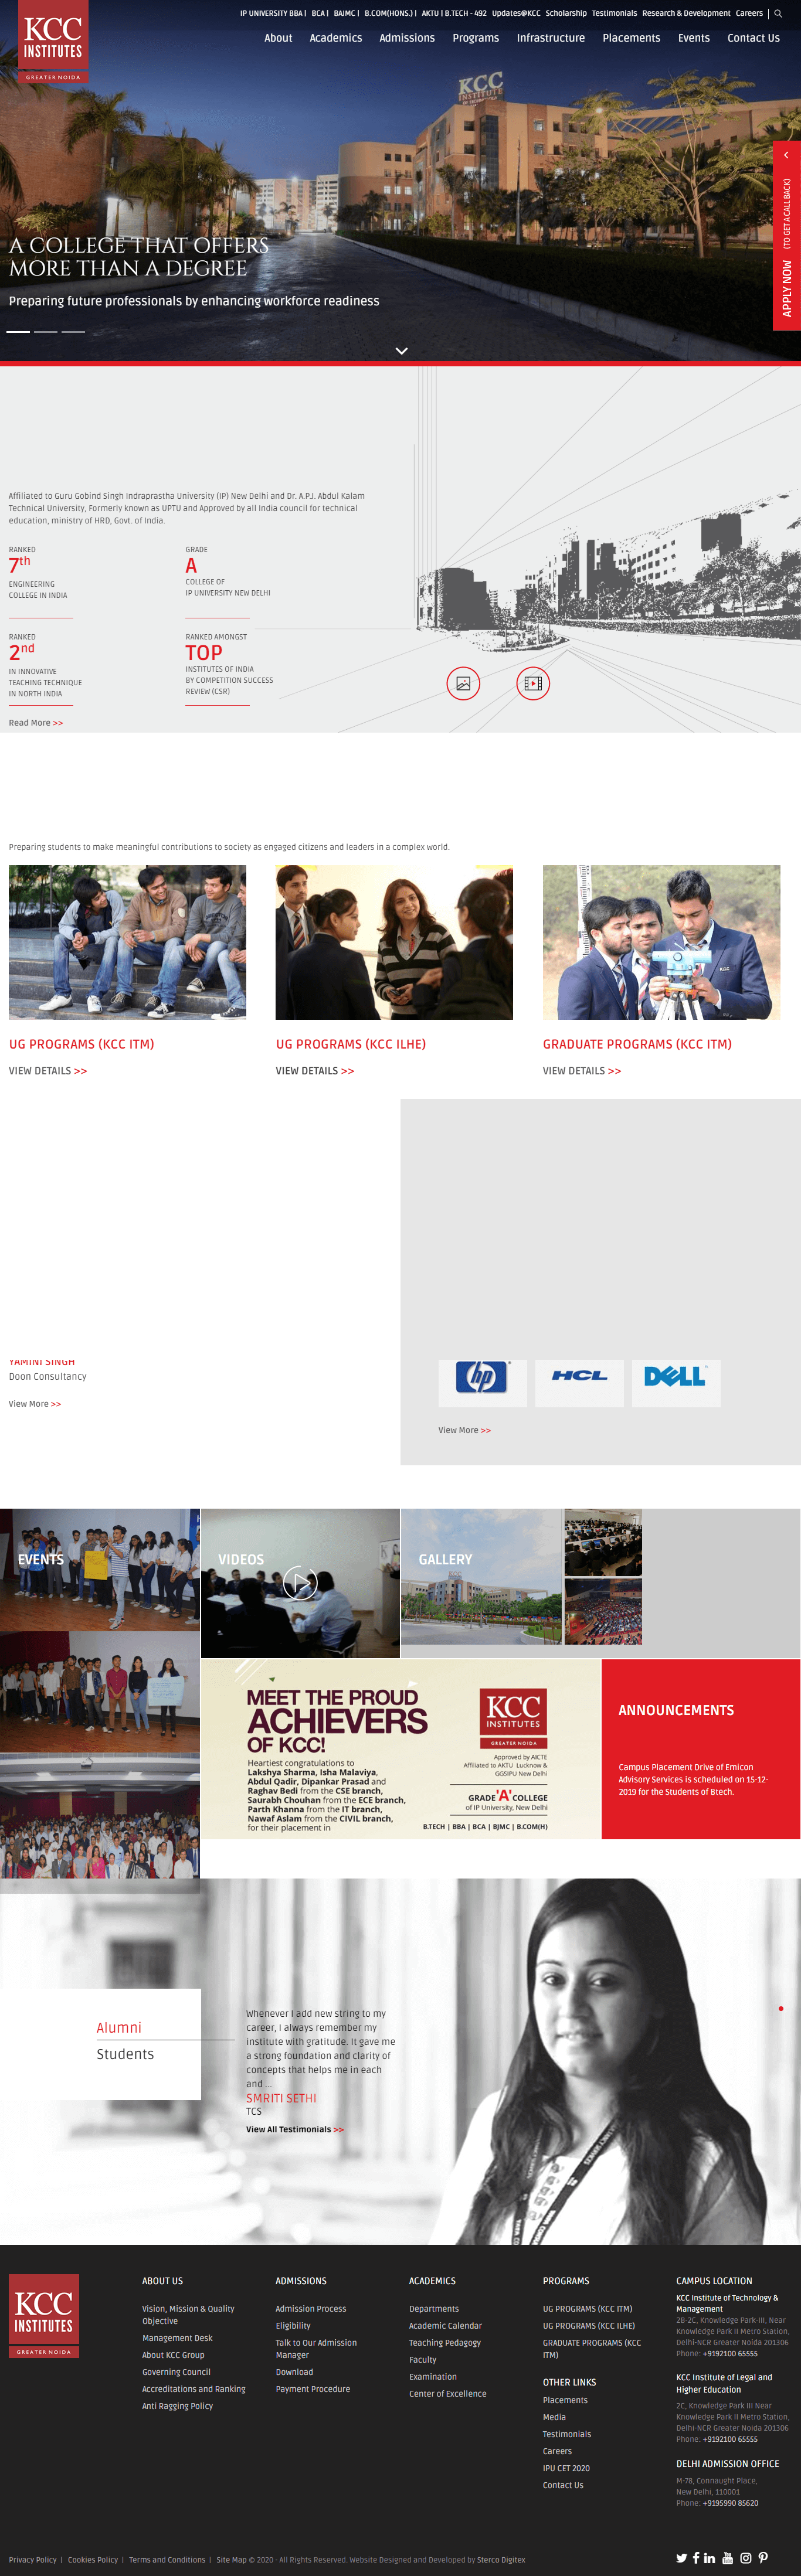 KCC
INSTITUTES
GREATER NOIDA
IP UNIVERSITY BBA | BCA | BAJMC | B.COM(HONS.) | AKTU | B.TECH - 492 Updates@KCC Scholarship Testimonials Research & Development Careers |
About Academics Admissions Programs Infrastructure Placements Events Contact Us
KCC
INSTITUTE
A COLLEGE THAT OFFERS
MORE THAN A DEGREE
Preparing future professionals by enhancing workforce readiness
APPLY NOW (TO GET A CALL BACK)
Affiliated to Guru Gobind Singh Indraprastha University (IP) New Delhi and Dr. A.P.J. Abdul Kalam
Technical University, Formerly known as UPTU and Approved by all India council for technical
education, ministry of HRD, Govt. of India.
RANKED
7th
ENGINEERING
COLLEGE IN INDIA
GRADE
A
COLLEGE OF
IP UNIVERSITY NEW DELHI
RANKED
2nd
IN INNOVATIVE
TEACHING TECHNIQUE
IN NORTH INDIA
RANKED AMONGST
TOP
INSTITUTES OF INDIA
BY COMPETITION SUCCESS
REVIEW (CSR)
Read More >>
Preparing students to make meaningful contributions to society as engaged citizens and leaders in a complex world.
UG PROGRAMS (KCC ITM)
VIEW DETAILS >>
UG PROGRAMS (KCC ILHE)
VIEW DETAILS >>
GRADUATE PROGRAMS (KCC ITM)
VIEW DETAILS >>
YAMINI SINGH
Doon Consultancy
View More >>
hp
HCL
DELL
View More >>
EVENTS
VIDEOS
GALLERY
MEET THE PROUD
ACHIEVERS
OF KCC!
Heartiest congratulations to
Lakshya Sharma, Isha Malaviya,
Abdul Qadir, Dipankar Prasad and
Raghav Bedi from the CSE branch,
Saurabh Chouhan from the ECE branch,
Parth Khanna from the IT branch,
Nawaf Aslam from the CIVIL branch,
for their placement in
KCC
INSTITUTES
GREATER NOIDA
Approved by AICTE
Affiliated to AKTU Lucknow &
GGSIPU New Delhi
GRADE 'A' COLLEGE
of IP University, New Delhi
B.TECH | BBA | BCA | BJMC | B.COM(H)
ANNOUNCEMENTS
Campus Placement Drive of Emicon
Advisory Services is scheduled on 15-12-
2019 for the Students of Btech.
Alumni
Students
Whenever I add new string to my
career, I always remember my
institute with gratitude. It gave me
a strong foundation and clarity of
concepts that helps me in each
and ...
SMRITI SETHI
TCS
View All Testimonials >>
KCC
INSTITUTES
GREATER NOIDA
ABOUT US
Vision, Mission & Quality
Objective
Management Desk
About KCC Group
Governing Council
Accreditations and Ranking
Anti Ragging Policy
ADMISSIONS
Admission Process
Eligibility
Talk to Our Admission
Manager
Download
Payment Procedure
ACADEMICS
Departments
Academic Calendar
Teaching Pedagogy
Faculty
Examination
Center of Excellence
PROGRAMS
UG PROGRAMS (KCC ITM)
UG PROGRAMS (KCC ILHE)
GRADUATE PROGRAMS (KCC
ITM)
OTHER LINKS
Placements
Media
Testimonials
Careers
IPU CET 2020
Contact Us
CAMPUS LOCATION
KCC Institute of Technology &
Management
2B-2C, Knowledge Park-III, Near
Knowledge Park II Metro Station,
Delhi-NCR Greater Noida 201306
Phone: +9192100 65555
KCC Institute of Legal and
Higher Education
2C, Knowledge Park III Near
Knowledge Park II Metro Station,
Delhi-NCR Greater Noida 201306
Phone: +9192100 65555
DELHI ADMISSION OFFICE
M-78, Connaught Place,
New Delhi, 110001
Phone: +9195990 85620
Privacy Policy | Cookies Policy | Terms and Conditions | Site Map © 2020 - All Rights Reserved. Website Designed and Developed by Sterco Digitex